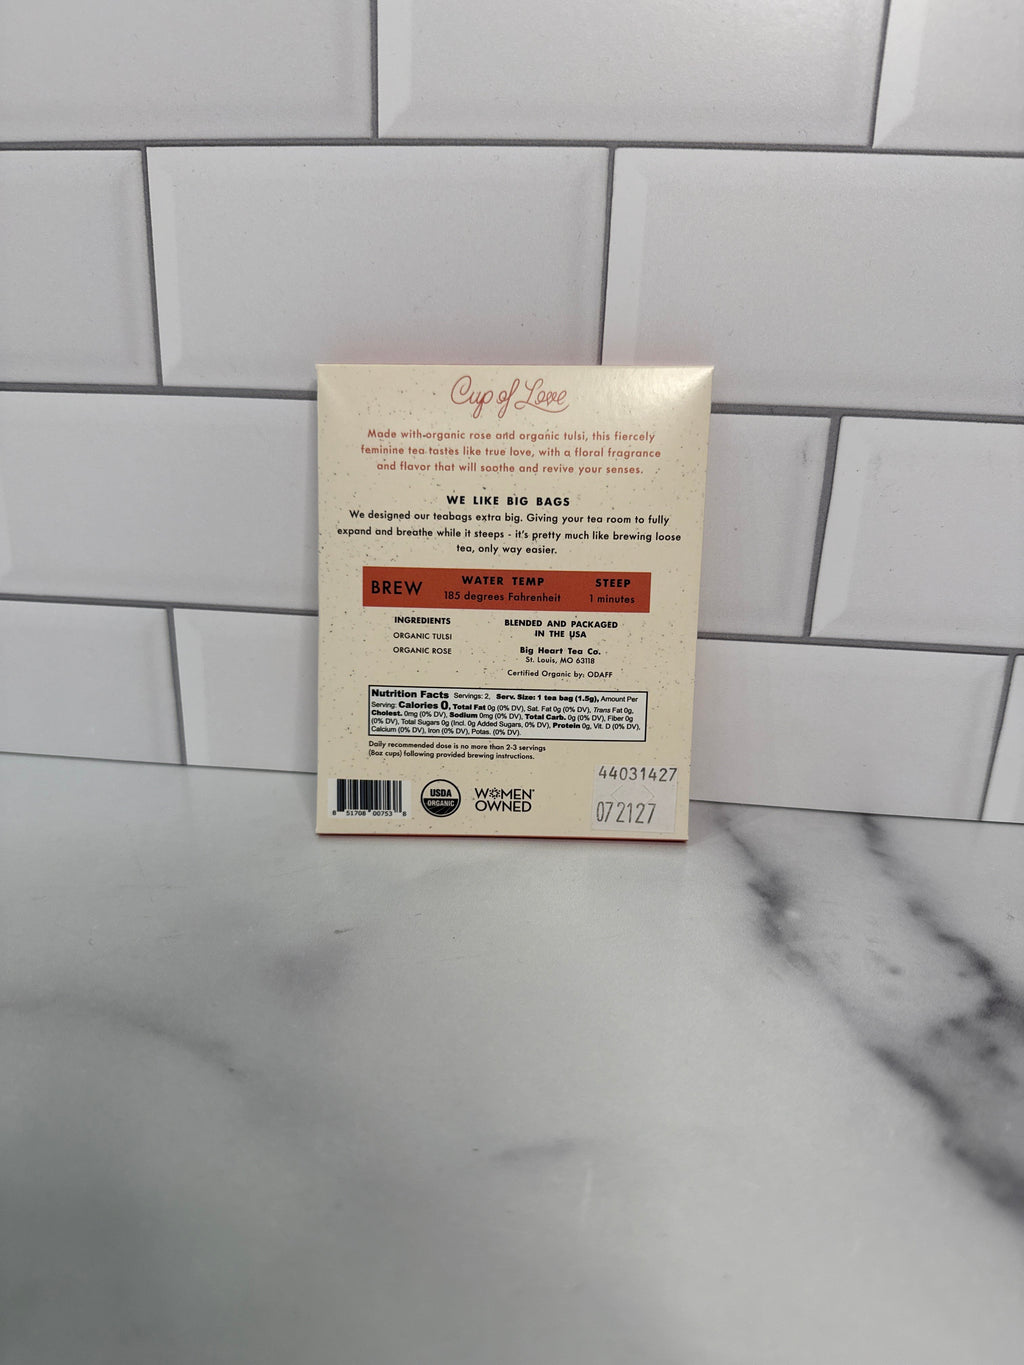 Cup of Love
Made with organic rose and organic tulsi, this fiercely
feminine tea tastes like true love, with a floral fragrance
and flavor that will soothe and revive your senses.
WE LIKE BIG BAGS
We designed our teabags extra big. Giving your tea room to fully
expand and breathe while it steeps - it's pretty much like brewing loose
tea, only way easier.
BREW
WATER TEMP
185 degrees Fahrenheit
STEEP
1 minutes
INGREDIENTS
ORGANIC TULSI
ORGANIC ROSE
BLENDED AND PACKAGED
IN THE USA
Big Heart Tea Co.
St. Louis, MO 63118
Certified Organic by: ODAFF
Nutrition Facts Servings: 2, Serv. Size: 1 tea bag (1.5g), Amount Per
Serving: Calories 0, Total Fat 0g (0% DV), Sat. Fat 0g (0% DV), Trans Fat 0g,
Cholest. 0mg (0% DV), Sodium 0mg (0% DV), Total Carb. 0g (0% DV), Fiber 0g
(0% DV), Total Sugars 0g (Incl. 0g Added Sugars, 0% DV), Protein 0g, Vit. D (0% DV),
Calcium (0% DV), Iron (0% DV), Potas. (0% DV).
Daily recommended dose is no more than 2-3 servings
(8oz cups) following provided brewing instructions.
8 51708 00753 8
USDA
ORGANIC
WOMEN
OWNED
44031427
072127